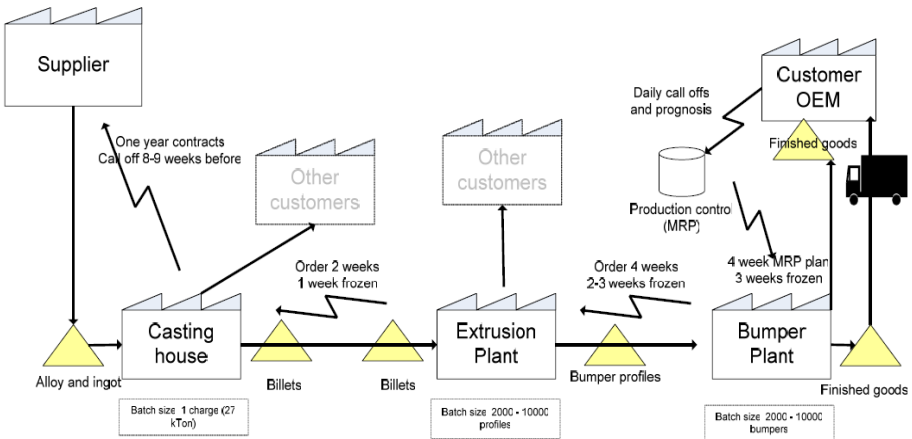 Supplier
Customer
OEM
Daily call offs
and prognosis
One year contracts
Call off 8-9 weeks before
Other
customers
Other
customers
Finished goods
Production control
(MRP)
Order 2 weeks
1 week frozen
Order 4 weeks
2-3 weeks frozen
4 week MRP plan
3 weeks frozen
Casting
house
Extrusion
Plant
Bumper
Plant
Alloy and ingot
Billets
Billets
Bumper profiles
Finished goods
Batch size 1 charge (27
kTon)
Batch size 2000 - 10000
profiles
Batch size 2000 - 10000
bumpers